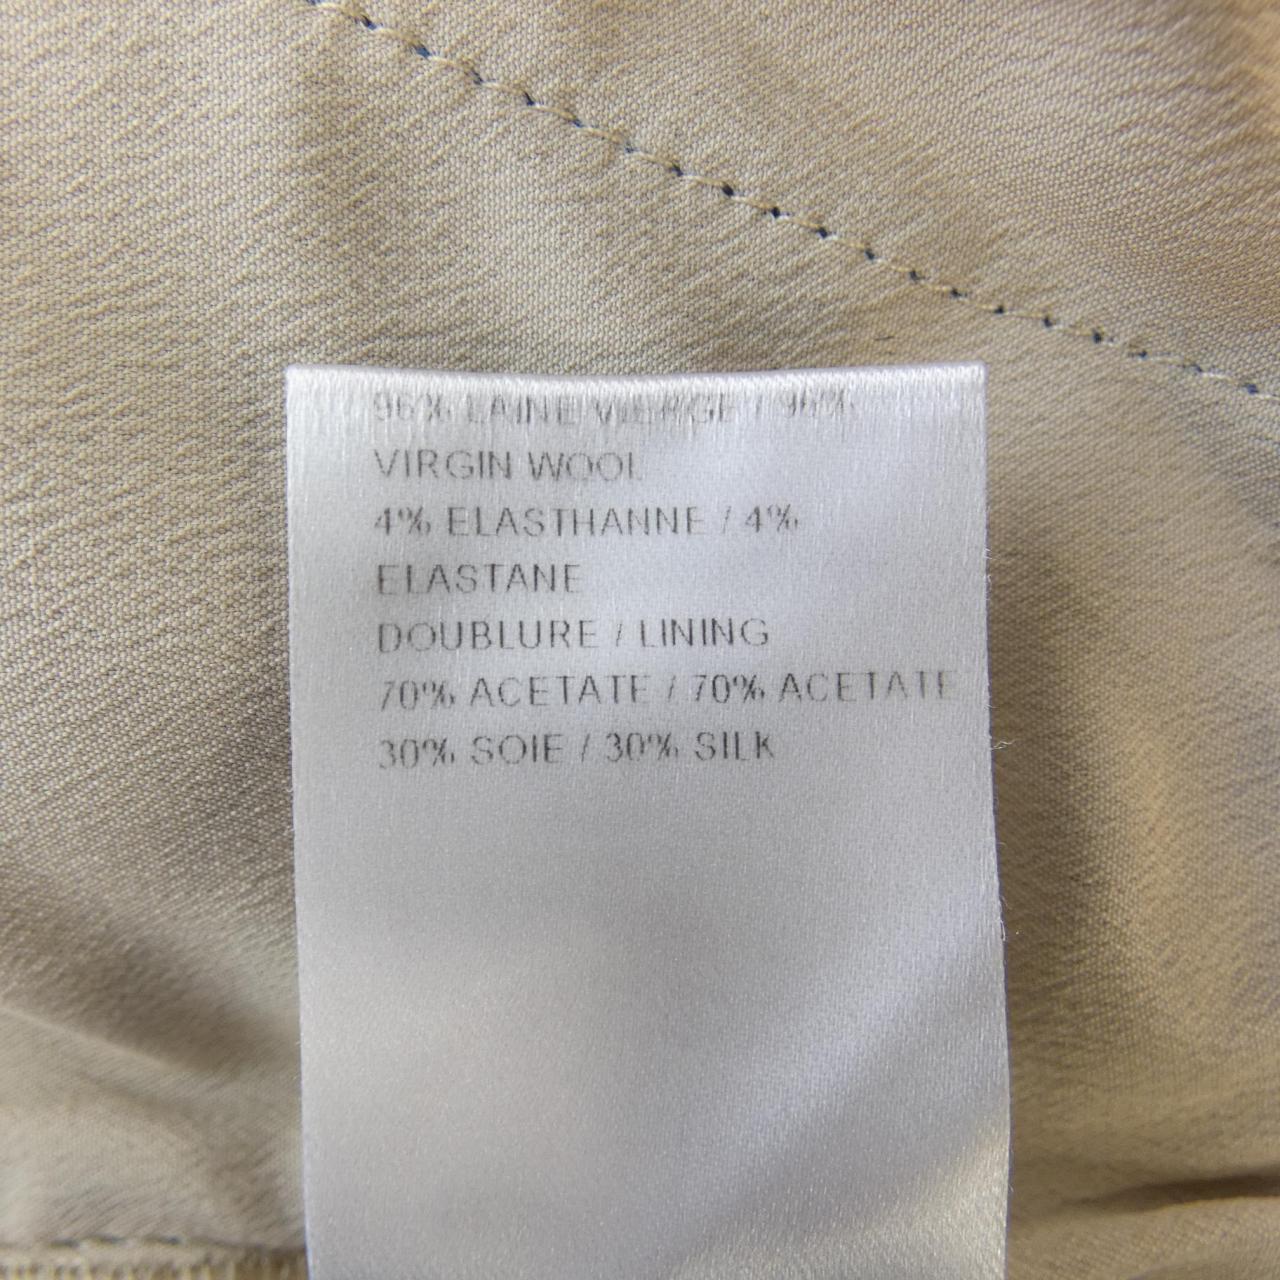 96% LAINE VIERGE / 96%
VIRGIN WOOL
4% ELASTHANNE / 4%
ELASTANE
DOUBLURE / LINING
70% ACETATE / 70% ACETATE
30% SOIE / 30% SILK